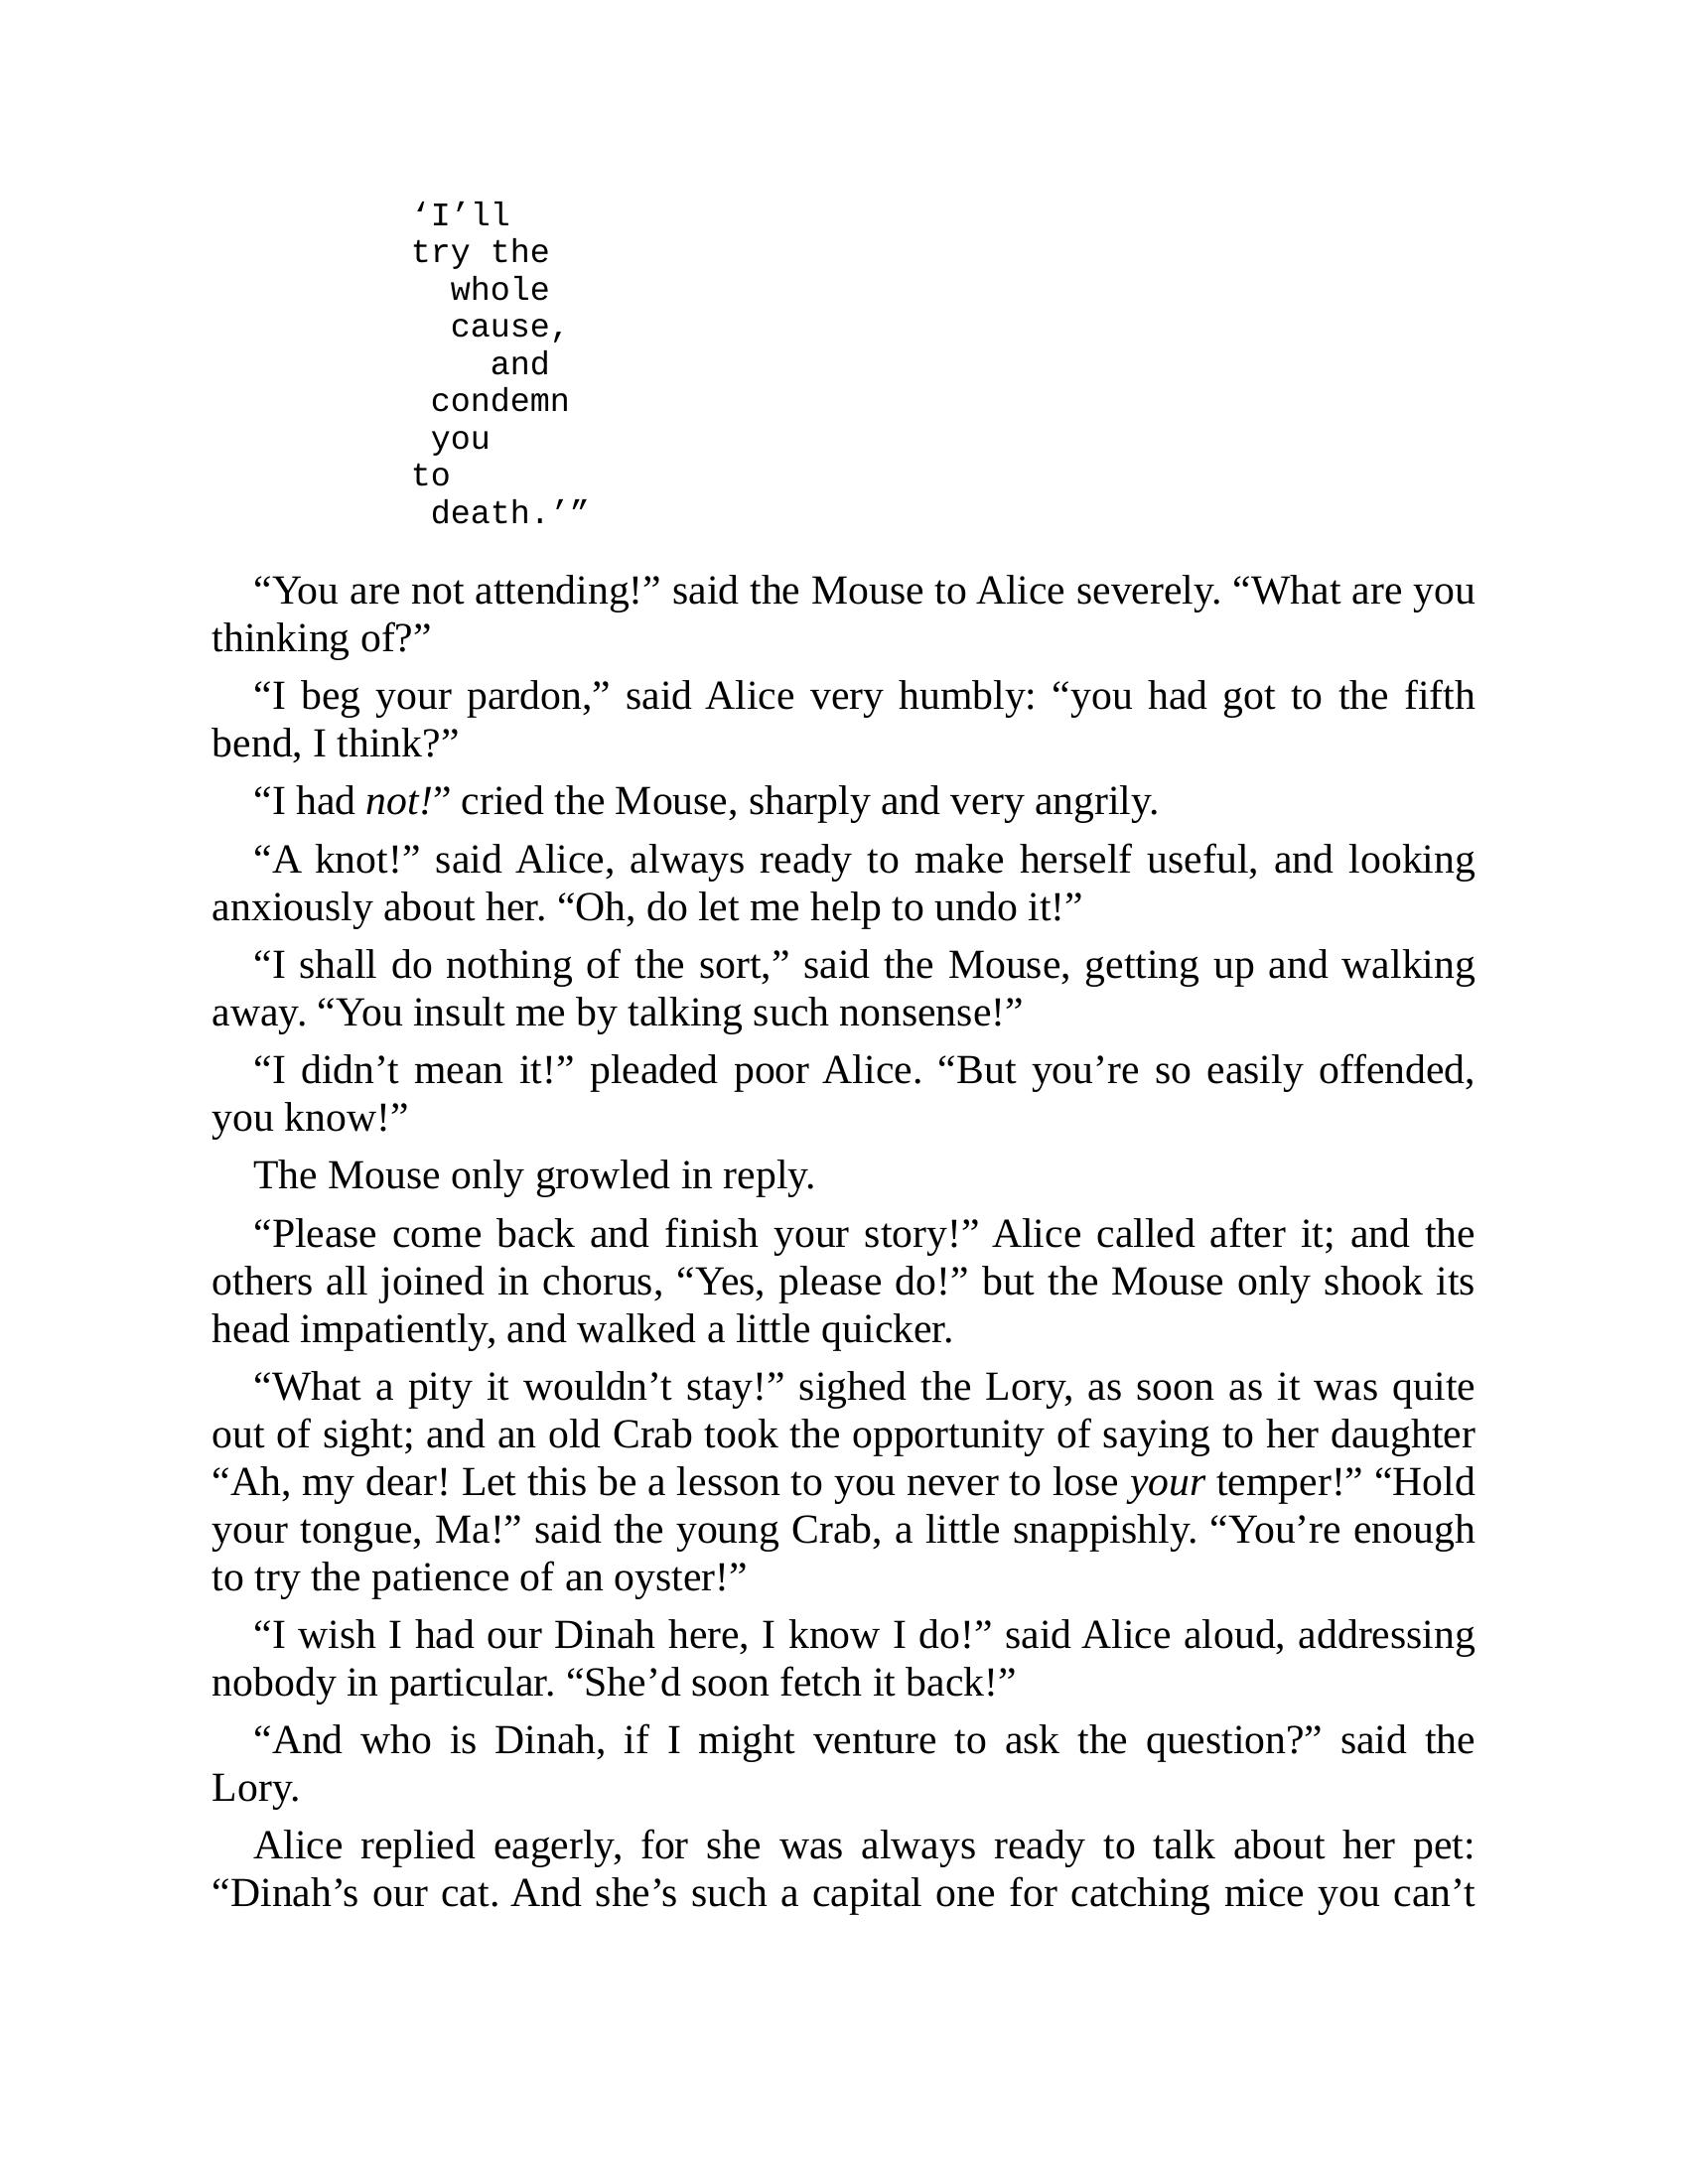 ‘I’ll
try the
whole
cause,
and
condemn
you
to
death.’”
“You are not attending!” said the Mouse to Alice severely. “What are you
thinking of?”
“I beg your pardon,” said Alice very humbly: “you had got to the fifth
bend, I think?”
“I had not!” cried the Mouse, sharply and very angrily.
“A knot!” said Alice, always ready to make herself useful, and looking
anxiously about her. “Oh, do let me help to undo it!”
“I shall do nothing of the sort,” said the Mouse, getting up and walking
away. “You insult me by talking such nonsense!”
“I didn’t mean it!” pleaded poor Alice. “But you’re so easily offended,
you know!”
The Mouse only growled in reply.
“Please come back and finish your story!” Alice called after it; and the
others all joined in chorus, “Yes, please do!” but the Mouse only shook its
head impatiently, and walked a little quicker.
“What a pity it wouldn’t stay!” sighed the Lory, as soon as it was quite
out of sight; and an old Crab took the opportunity of saying to her daughter
“Ah, my dear! Let this be a lesson to you never to lose your temper!” “Hold
your tongue, Ma!” said the young Crab, a little snappishly. “You’re enough
to try the patience of an oyster!”
“I wish I had our Dinah here, I know I do!” said Alice aloud, addressing
nobody in particular. “She’d soon fetch it back!”
“And who is Dinah, if I might venture to ask the question?” said the
Lory.
Alice replied eagerly, for she was always ready to talk about her pet:
“Dinah’s our cat. And she’s such a capital one for catching mice you can’t